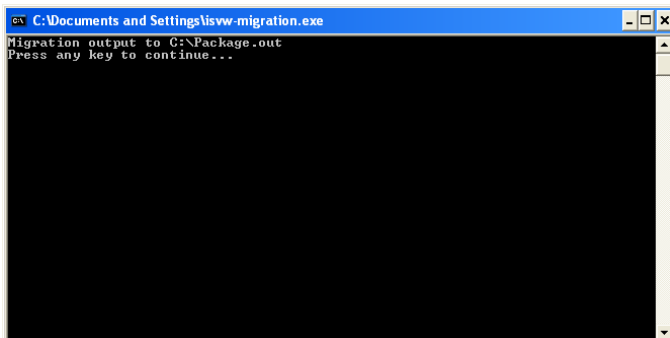 C:\Documents and Settings\isvw-migration.exe
Migration output to C:\Package.out
Press any key to continue...